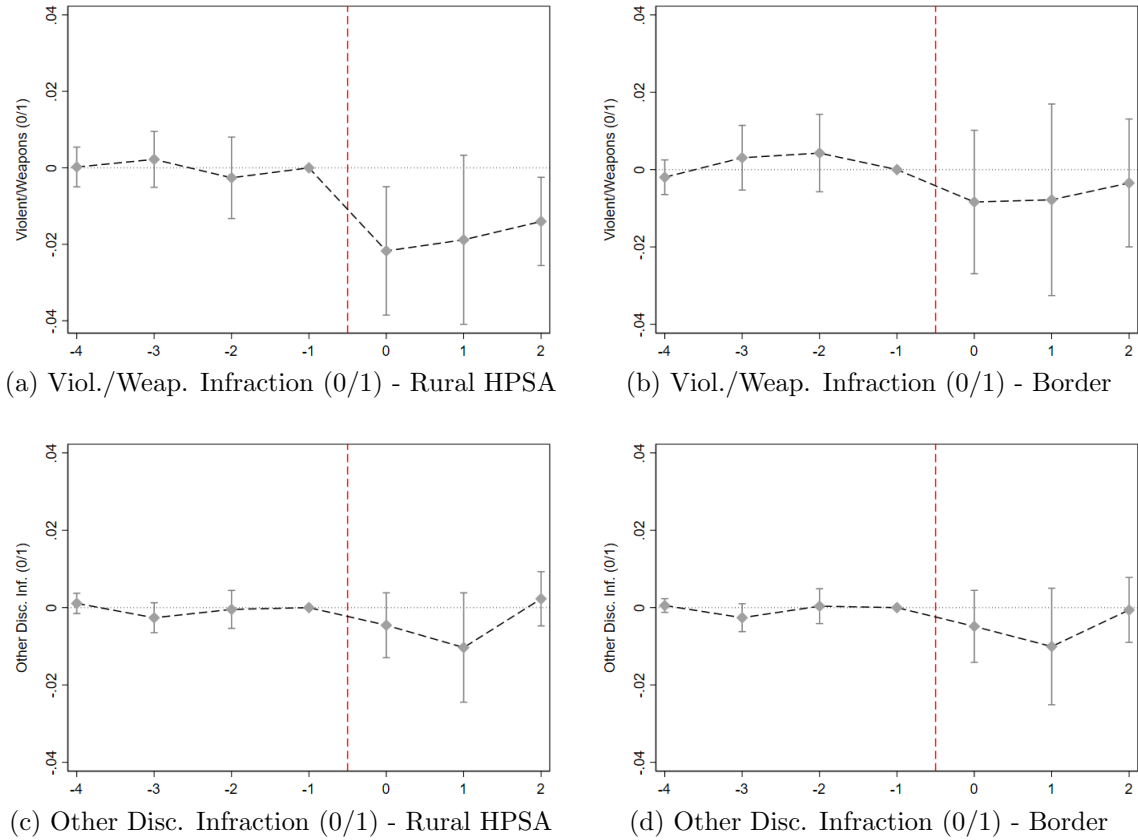 .04
.02
0
-.02
-.04
Violent/Weapons (0/1)
-4 -3 -2 -1 0 1 2
(a) Viol./Weap. Infraction (0/1) - Rural HPSA
.04
.02
0
-.02
-.04
Violent/Weapons (0/1)
-4 -3 -2 -1 0 1 2
(b) Viol./Weap. Infraction (0/1) - Border
.04
.02
0
-.02
-.04
Other Disc. Inf. (0/1)
-4 -3 -2 -1 0 1 2
(c) Other Disc. Infraction (0/1) - Rural HPSA
.04
.02
0
-.02
-.04
Other Disc. Inf. (0/1)
-4 -3 -2 -1 0 1 2
(d) Other Disc. Infraction (0/1) - Border